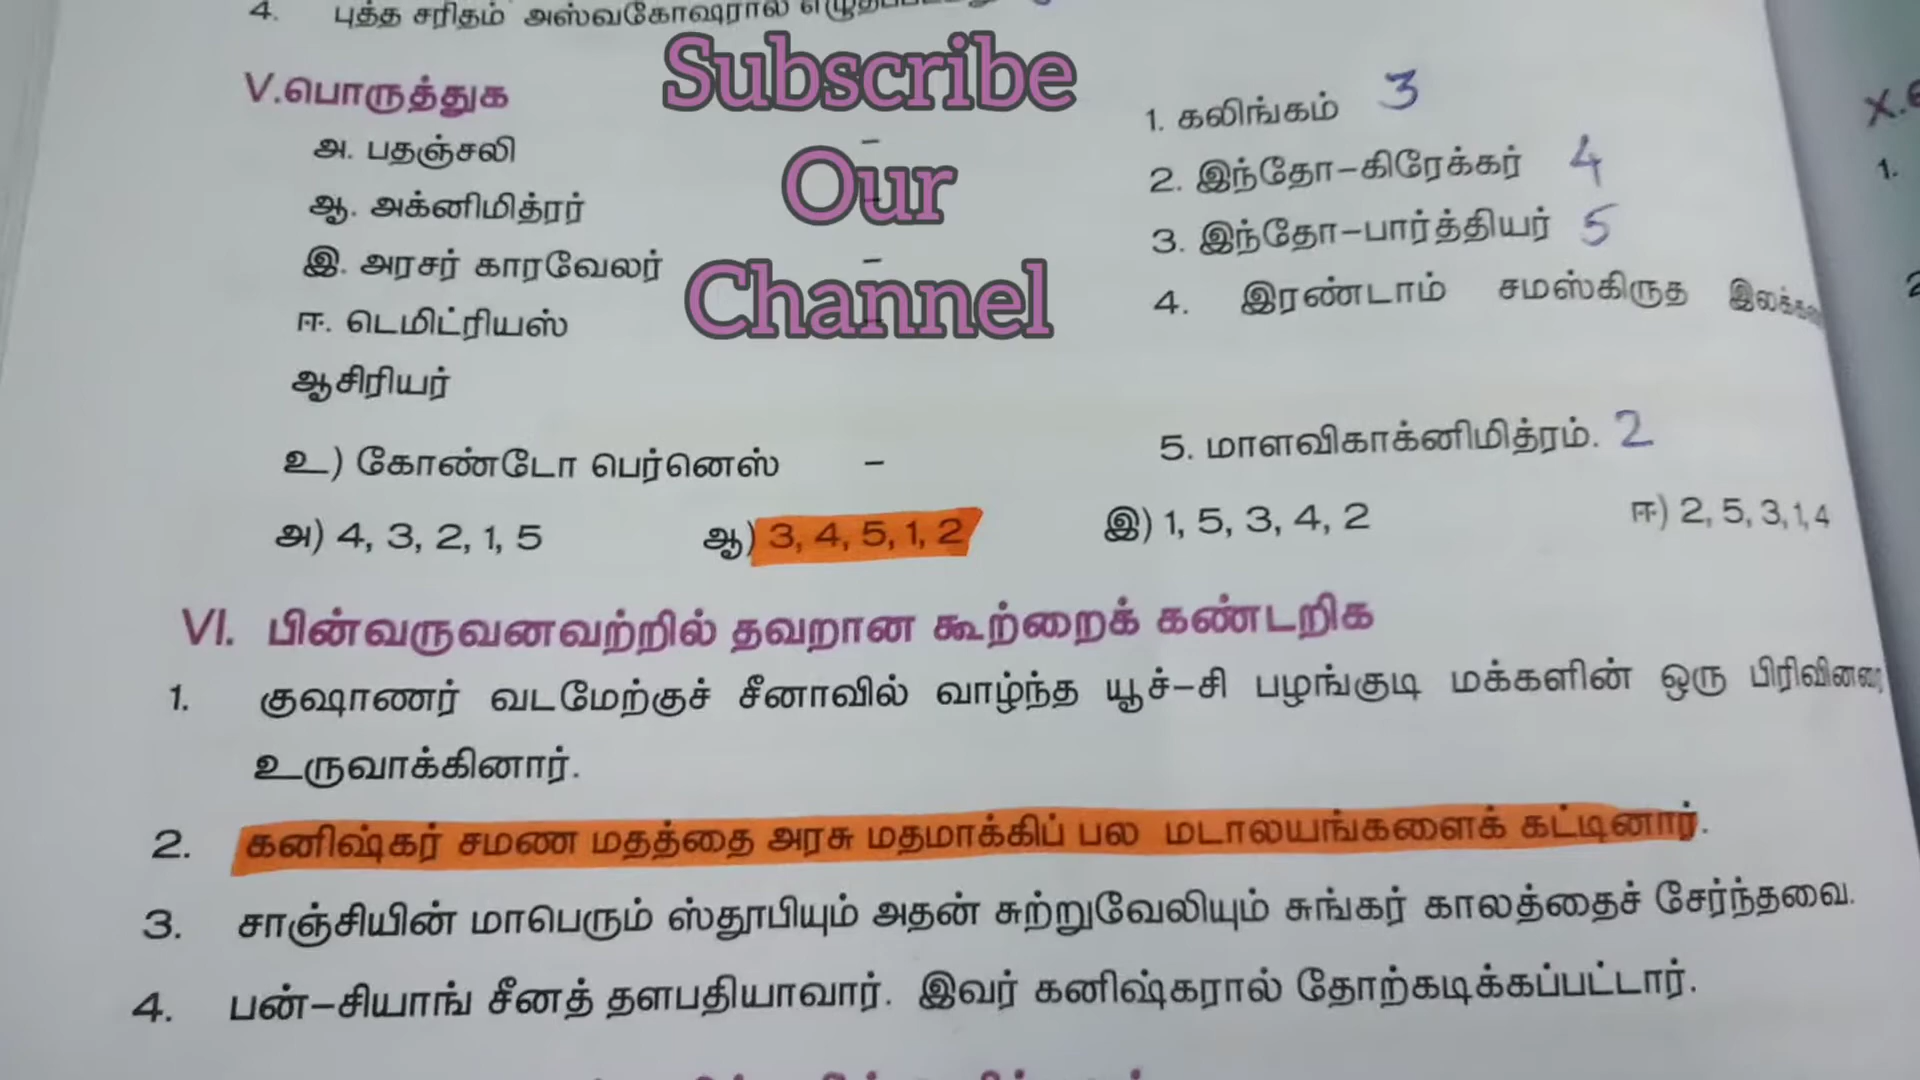 4. புத்த சரிதம் அஸ்வகோஷரால்
Subscribe
Our
Channel
V.பொருத்துக
அ. பதஞ்சலி - 1. கலிங்கம் 3
ஆ. அக்னிமித்ரர் - 2. இந்தோ-கிரேக்கர் 4
இ. அரசர் காரவேலர் - 3. இந்தோ-பார்த்தியர் 5
ஈ. டெமிட்ரியஸ் 4. இரண்டாம் சமஸ்கிருத
ஆசிரியர்
உ) கோண்டோ பெர்னெஸ் - 5. மாளவிகாக்னிமித்ரம். 2
அ) 4, 3, 2, 1, 5 ஆ) 3, 4, 5, 1, 2 இ) 1, 5, 3, 4, 2 ஈ) 2, 5, 3, 1, 4
VI. பின்வருவனவற்றில் தவறான கூற்றைக் கண்டறிக
1. குஷாணர் வடமேற்குச் சீனாவில் வாழ்ந்த யூச்-சி பழங்குடி மக்களின் ஒரு
உருவாக்கினார்.
2. கனிஷ்கர் சமண மதத்தை அரசு மதமாக்கிப் பல மடாலயங்களைக் கட்டினார்.
3. சாஞ்சியின் மாபெரும் ஸ்தூபியும் அதன் சுற்றுவேலியும் சுங்கர் காலத்தைச் சேர்ந்தவை.
4. பன்-சியாங் சீனத் தளபதியாவார். இவர் கனிஷ்கரால் தோற்கடிக்கப்பட்டார்.
X.
1.
2